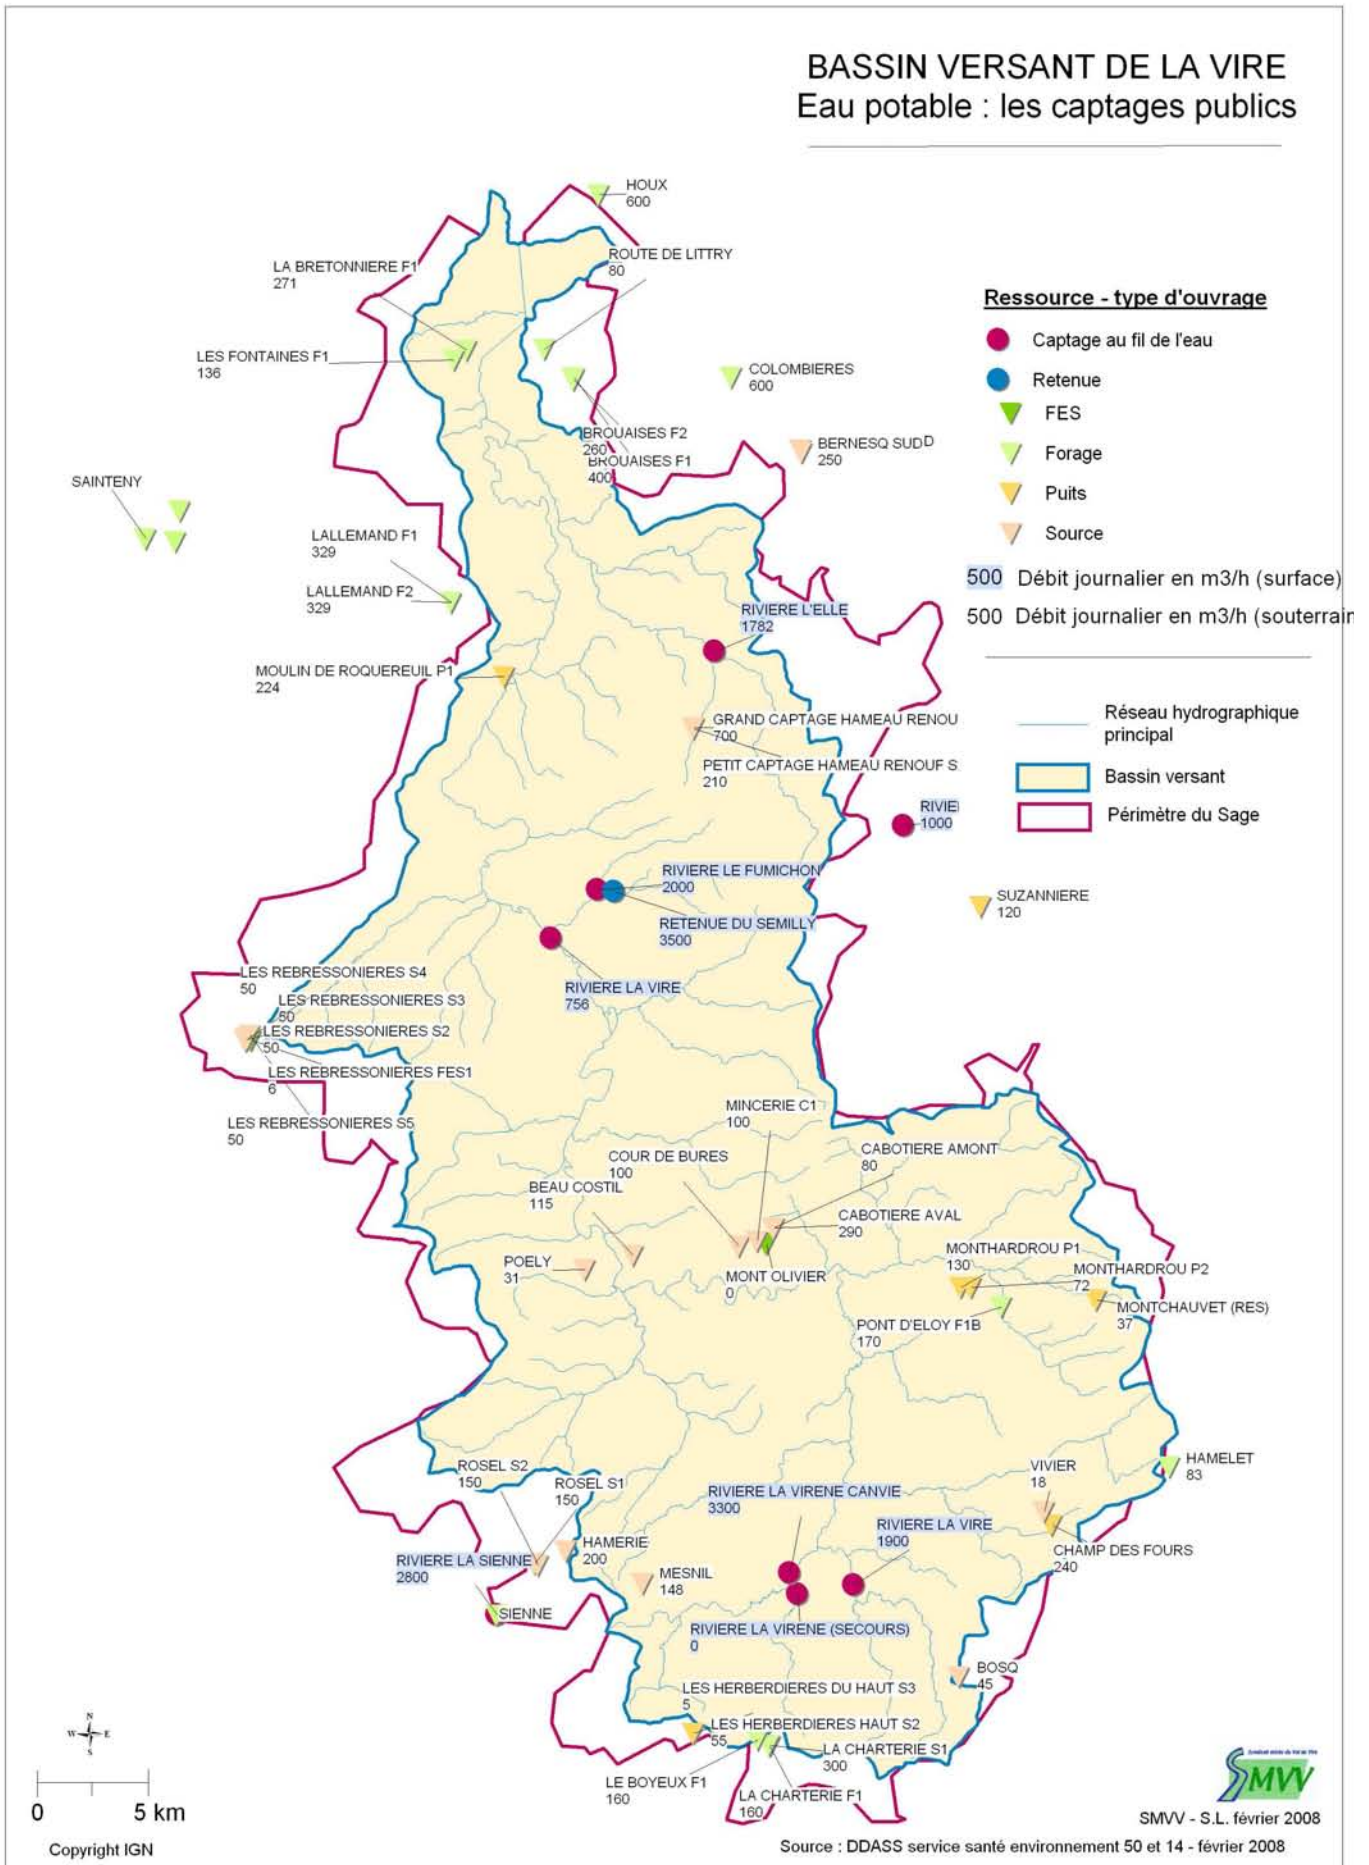 BASSIN VERSANT DE LA VIRE
Eau potable : les captages publics
HOUX
600
ROUTE DE LITTRY
80
LA BRETONNIERE F1
271
LES FONTAINES F1
136
COLOMBIERES
600
BROUAISES F2
260
BROUAISES F1
400
BERNESQ SUD
250
SAINTENY
LALLEMAND F1
329
LALLEMAND F2
329
RIVIERE L'ELLE
1782
MOULIN DE ROQUEREUIL P1
224
GRAND CAPTAGE HAMEAU RENOU
700
PETIT CAPTAGE HAMEAU RENOUF S
210
RIVIE
1000
RIVIERE LE FUMICHON
2000
RETENUE DU SEMILLY
3500
SUZANNIERE
120
RIVIERE LA VIRE
756
LES REBRESSONIERES S4
50
LES REBRESSONIERES S3
50
LES REBRESSONIERES S2
50
LES REBRESSONIERES FES1
6
LES REBRESSONIERES S5
50
MINCERIE C1
100
COUR DE BURES
100
CABOTIERE AMONT
80
BEAU COSTIL
115
CABOTIERE AVAL
290
POELY
31
MONT OLIVIER
0
MONTHARDROU P1
130
MONTHARDROU P2
72
MONTCHAUVET (RES)
37
PONT D'ELOY F1B
170
ROSEL S2
150
ROSEL S1
150
RIVIERE LA VIRENE CANVIE
3300
VIVIER
18
HAMELET
83
RIVIERE LA VIRE
1900
HAMERIE
200
CHAMP DES FOURS
240
RIVIERE LA SIENNE
2800
MESNIL
148
SIENNE
RIVIERE LA VIRENE (SECOURS)
0
BOSQ
45
LES HERBERDIERES DU HAUT S3
5
LES HERBERDIERES HAUT S2
55
LA CHARTERIE S1
300
LE BOYEUX F1
160
LA CHARTERIE F1
160
Ressource - type d'ouvrage
Captage au fil de l'eau
Retenue
FES
Forage
Puits
Source
500 Débit journalier en m3/h (surface)
500 Débit journalier en m3/h (souterrain
Réseau hydrographique
principal
Bassin versant
Périmètre du Sage
N
W E
S
0 5 km
Copyright IGN
SMVV
SMVV - S.L. février 2008
Source : DDASS service santé environnement 50 et 14 - février 2008